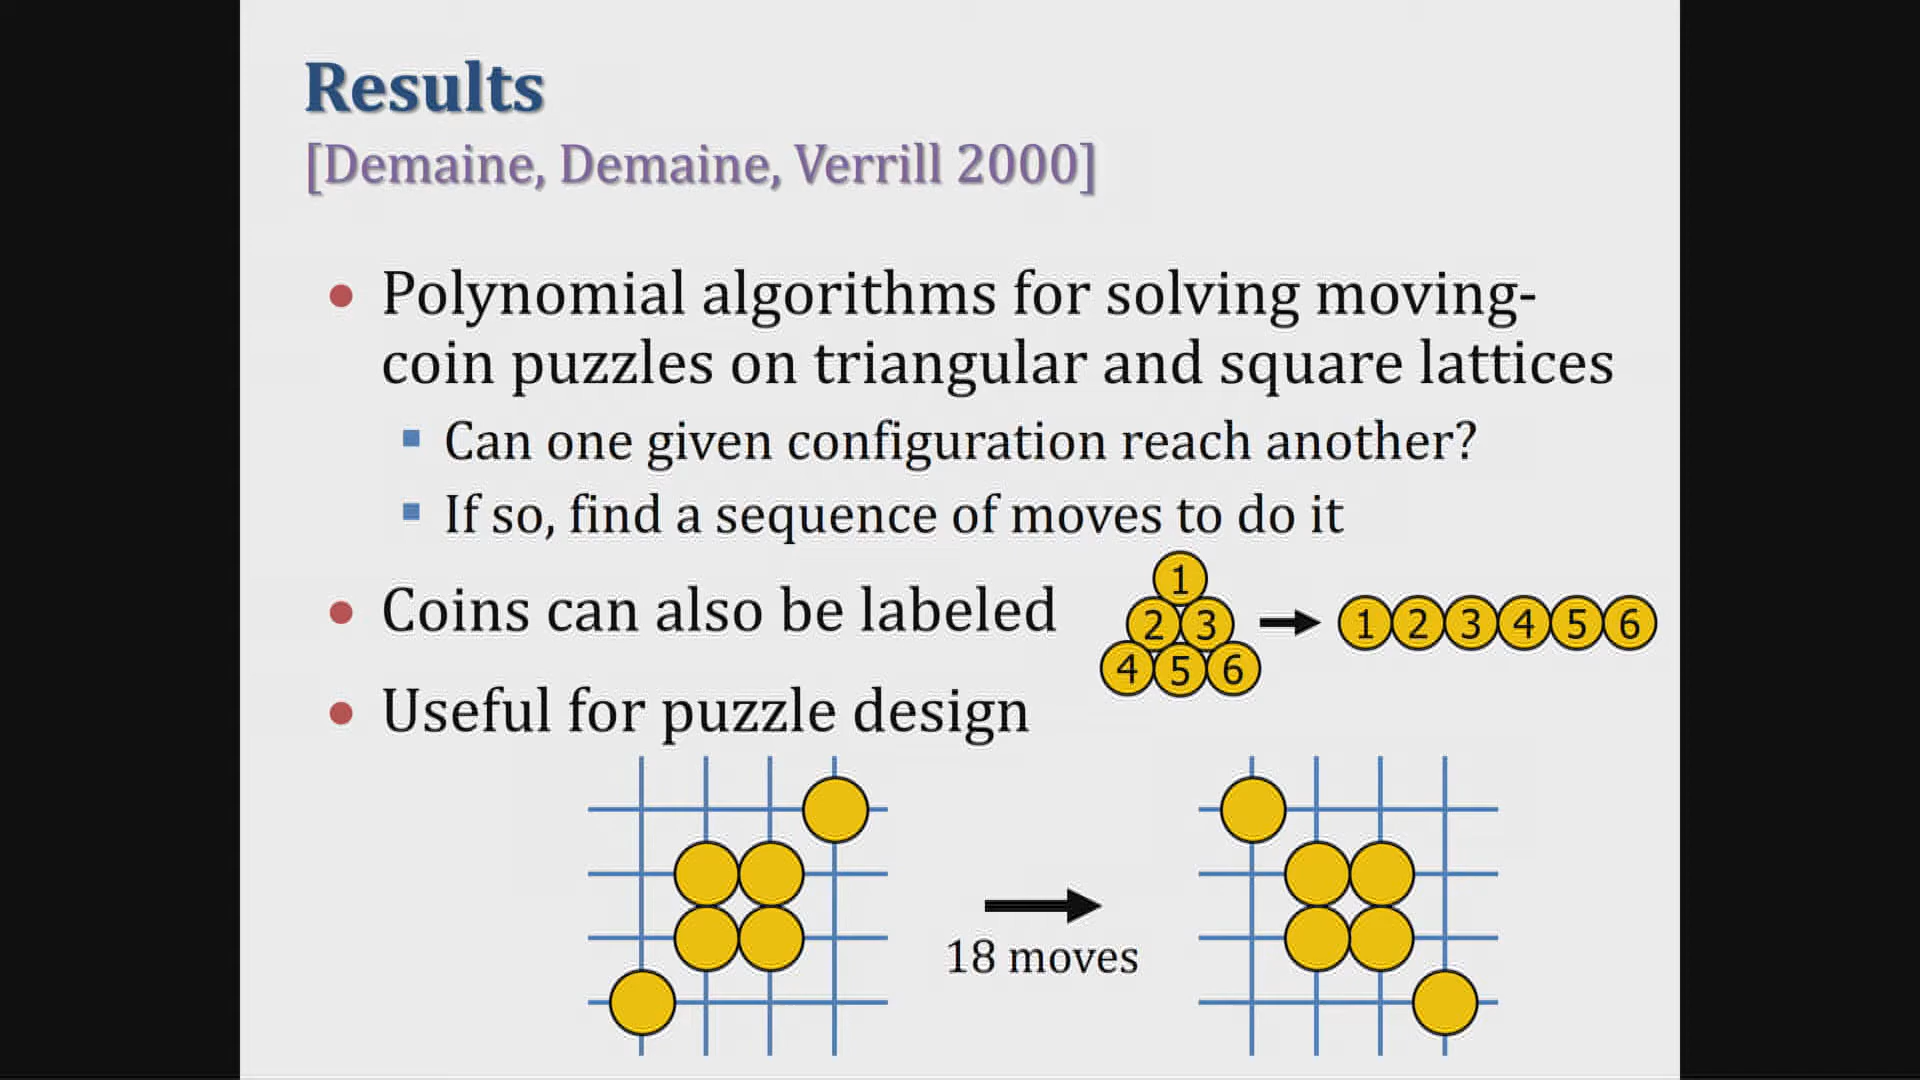 Results
[Demaine, Demaine, Verrill 2000]
Polynomial algorithms for solving moving-
coin puzzles on triangular and square lattices
Can one given configuration reach another?
If so, find a sequence of moves to do it
Coins can also be labeled
1
2 3
4 5 6
1 2 3 4 5 6
Useful for puzzle design
18 moves